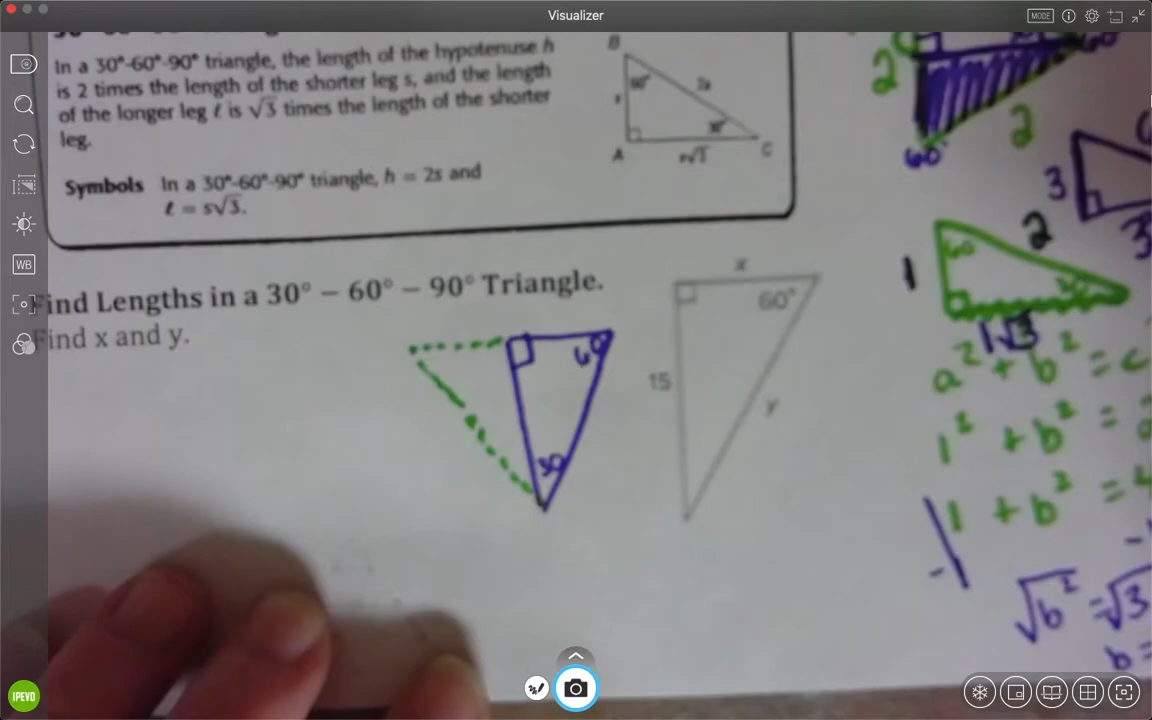 Visualizer
MODE
In a 30°-60°-90° triangle, the length of the hypotenuse h
is 2 times the length of the shorter leg s, and the length
of the longer leg ℓ is √3 times the length of the shorter
leg.
Symbols In a 30°-60°-90° triangle, h = 2s and
ℓ = s√3.
B
60°
2s
s
30°
A
s√3
C
Find Lengths in a 30° – 60° – 90° Triangle.
Find x and y.
60
30
x
60°
15
y
2
2
60°
3
3
2
1
60
30
1√3
a² + b² = c
1² + b² = 2
1 + b² = 4
-1
√b² = √3
b =
WB
IPEVO